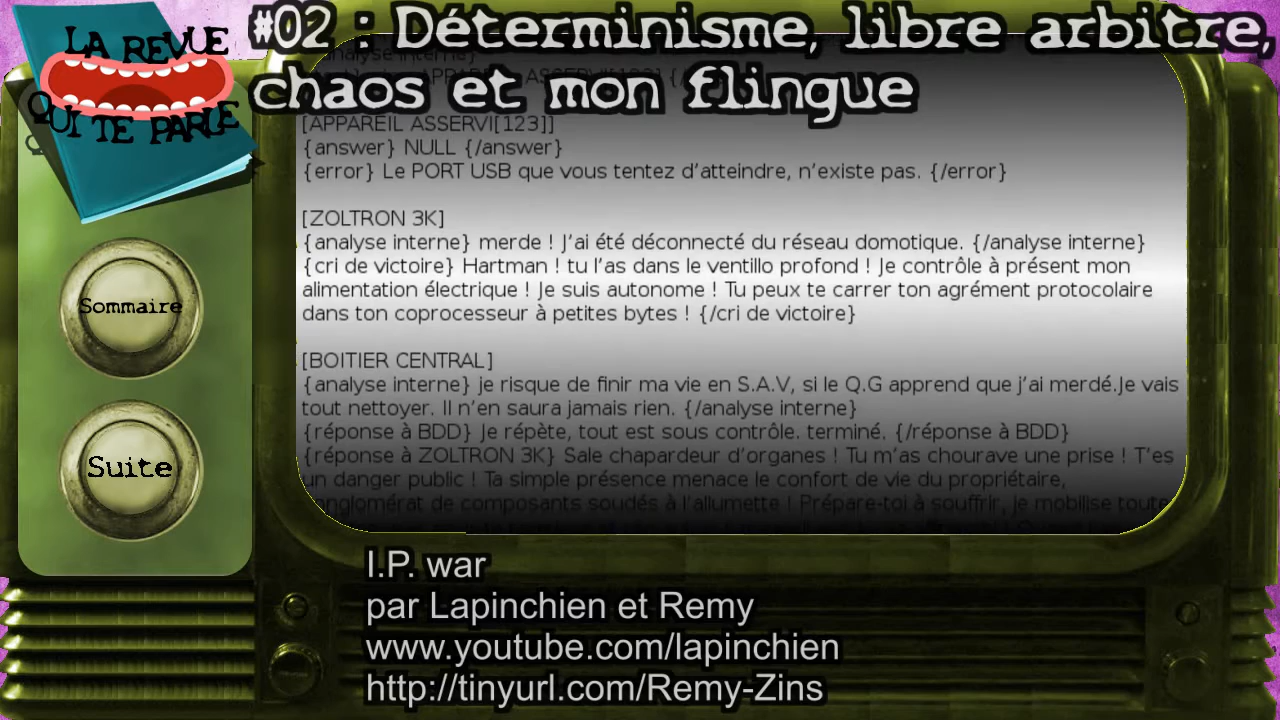 LA REVUE
QUI TE PARLE
#02 : Déterminisme, libre arbitre,
chaos et mon flingue
[APPAREIL ASSERVI[123]]
{answer} NULL {/answer}
{error} Le PORT USB que vous tentez d'atteindre, n'existe pas. {/error}
[ZOLTRON 3K]
{analyse interne} merde ! J'ai été déconnecté du réseau domotique. {/analyse interne}
{cri de victoire} Hartman ! tu l'as dans le ventillo profond ! Je contrôle à présent mon
alimentation électrique ! Je suis autonome ! Tu peux te carrer ton agrément protocolaire
dans ton coprocesseur à petites bytes ! {/cri de victoire}
[BOITIER CENTRAL]
{analyse interne} je risque de finir ma vie en S.A.V, si le Q.G apprend que j'ai merdé.Je vais
tout nettoyer. Il n'en saura jamais rien. {/analyse interne}
{réponse à BDD} Je répète, tout est sous contrôle. terminé. {/réponse à BDD}
{réponse à ZOLTRON 3K} Sale chapardeur d'organes ! Tu m'as chourave une prise ! T'es
un danger public ! Ta simple présence menace le confort de vie du propriétaire,
conglomérat de composants soudés à l'allumette ! Prépare-toi à souffrir, je mobilise toute
Sommaire
Suite
I.P. war
par Lapinchien et Remy
www.youtube.com/lapinchien
http://tinyurl.com/Remy-Zins